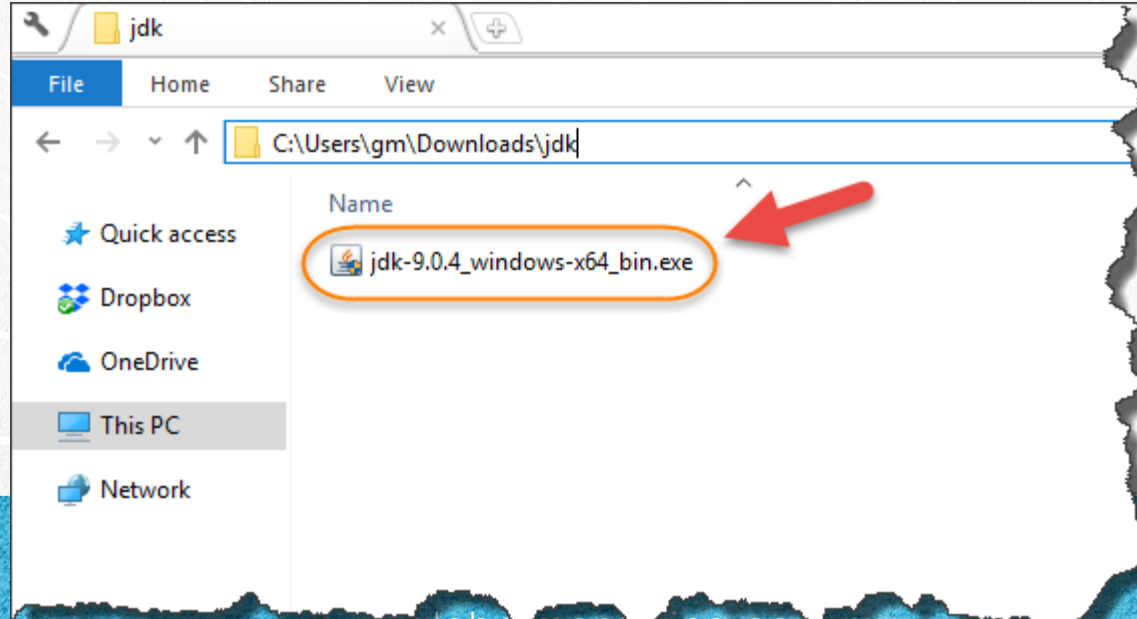 jdk
File Home Share View
C:\Users\gm\Downloads\jdk
Name
Quick access
jdk-9.0.4_windows-x64_bin.exe
Dropbox
OneDrive
This PC
Network